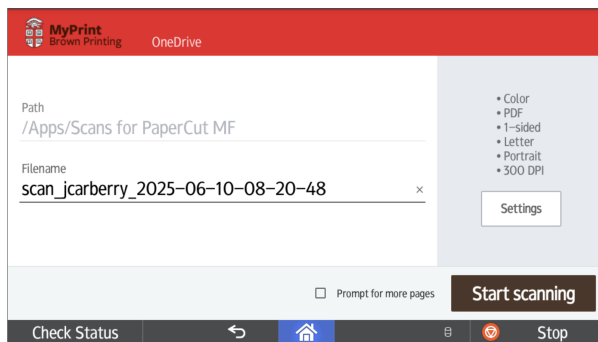 MyPrint
Brown Printing
OneDrive
Path
/Apps/Scans for PaperCut MF
Filename
scan_jcarberry_2025-06-10-08-20-48
×
• Color
• PDF
• 1-sided
• Letter
• Portrait
• 300 DPI
Settings
Prompt for more pages
Start scanning
Check Status
Stop